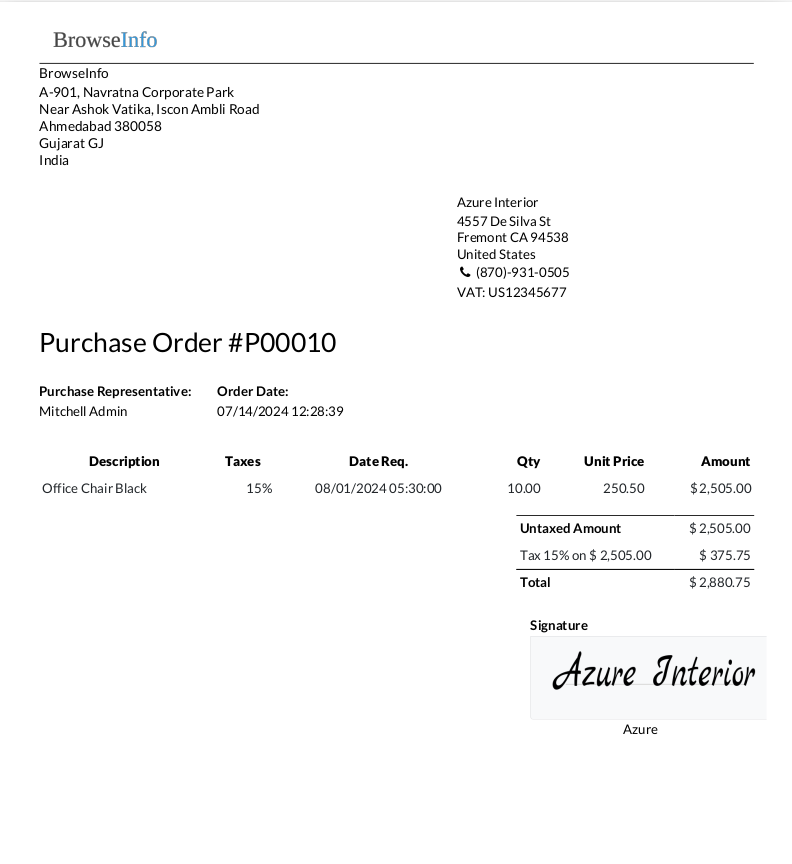 BrowseInfo
BrowseInfo
A-901, Navratna Corporate Park
Near Ashok Vatika, Iscon Ambli Road
Ahmedabad 380058
Gujarat GJ
India
Azure Interior
4557 De Silva St
Fremont CA 94538
United States
(870)-931-0505
VAT: US12345677
Purchase Order #P00010
Purchase Representative: Order Date:
Mitchell Admin 07/14/2024 12:28:39
Description Taxes Date Req. Qty Unit Price Amount
Office Chair Black 15% 08/01/2024 05:30:00 10.00 250.50 $ 2,505.00
Untaxed Amount $ 2,505.00
Tax 15% on $ 2,505.00 $ 375.75
Total $ 2,880.75
Signature
Azure Interior
Azure